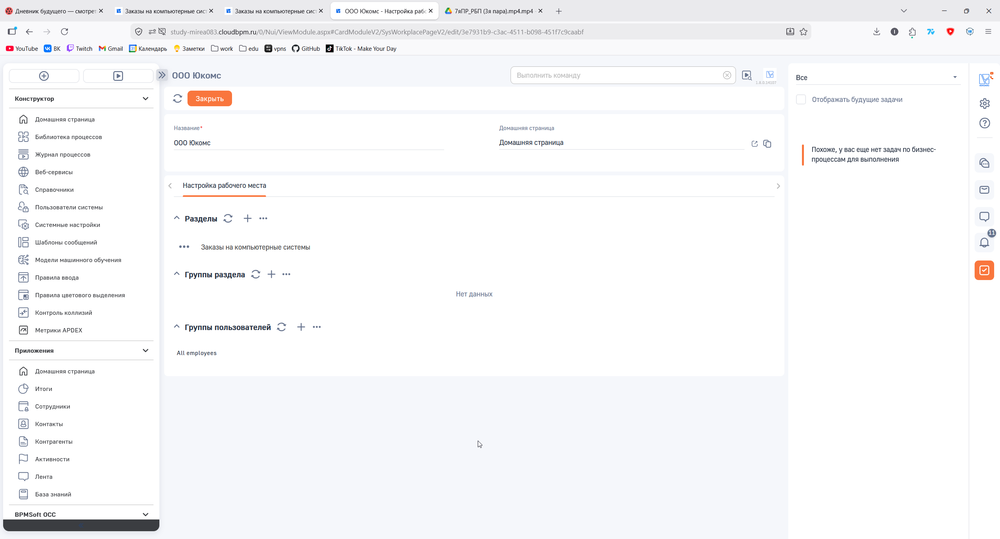 Дневник будущего — смотрет
Заказы на компьютерные сист
Заказы на компьютерные сист
ООО Юкомс - Настройка рабо
7яПР_РБП (3я пара).mp4.mp4 -
study-mirea083.cloudbpm.ru/0/Nui/ViewModule.aspx#CardModuleV2/SysWorkplacePageV2/edit/3e7931b9-c3ac-4511-b098-451f7c9caabf
YouTube
ВК
Twitch
Gmail
31 Календарь
Заметки
work
edu
vpns
GitHub
TikTok - Make Your Day
Конструктор
Домашняя страница
Библиотека процессов
Журнал процессов
Веб-сервисы
Справочники
Пользователи системы
Системные настройки
Шаблоны сообщений
Модели машинного обучения
Правила ввода
Правила цветового выделения
Контроль коллизий
Метрики APDEX
Приложения
Домашняя страница
Итоги
Сотрудники
Контакты
Контрагенты
Активности
Лента
База знаний
BPMSoft ОСС
ООО Юкомс
Выполнить команду
1.8.0.14107
Закрыть
Название*
ООО Юкомс
Домашняя страница
Домашняя страница
Настройка рабочего места
Разделы
Заказы на компьютерные системы
Группы раздела
Нет данных
Группы пользователей
All employees
Все
Отображать будущие задачи
Похоже, у вас еще нет задач по бизнес-
процессам для выполнения
ЮКОМС
11